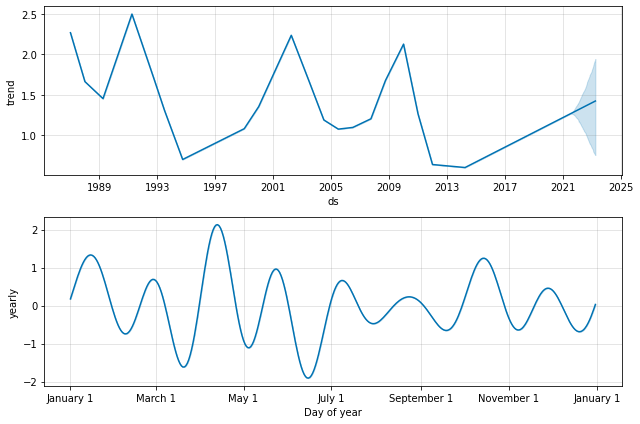 2.5
2.0
1.5
1.0
trend
1989 1993 1997 2001 2005 2009 2013 2017 2021 2025
ds
2
1
0
−1
−2
yearly
January 1 March 1 May 1 July 1 September 1 November 1 January 1
Day of year